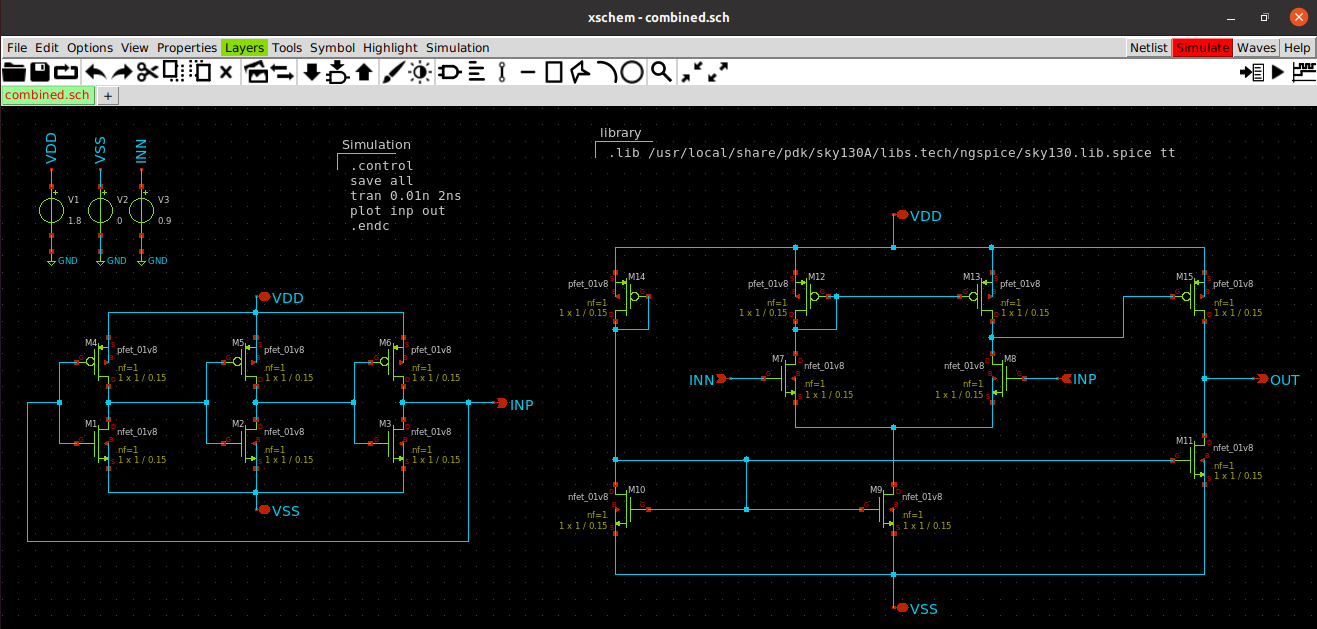 xschem - combined.sch
File Edit Options View Properties Layers Tools Symbol Highlight Simulation Netlist Simulate Waves Help
combined.sch +
VDD VSS INN
V1 V2 V3
1.8 0 0.9
GND GND GND
Simulation
.control
save all
tran 0.01n 2ns
plot inp out
.endc
library
.lib /usr/local/share/pdk/sky130A/libs.tech/ngspice/sky130.lib.spice tt
VDD
M4
pfet_01v8
nf=1
1 x 1 / 0.15
M5
pfet_01v8
nf=1
1 x 1 / 0.15
M6
pfet_01v8
nf=1
1 x 1 / 0.15
INP
M1
nfet_01v8
nf=1
1 x 1 / 0.15
M2
nfet_01v8
nf=1
1 x 1 / 0.15
M3
nfet_01v8
nf=1
1 x 1 / 0.15
VSS
VDD
M14
pfet_01v8
nf=1
1 x 1 / 0.15
M12
pfet_01v8
nf=1
1 x 1 / 0.15
M13
pfet_01v8
nf=1
1 x 1 / 0.15
M15
pfet_01v8
nf=1
1 x 1 / 0.15
INN
M7
nfet_01v8
nf=1
1 x 1 / 0.15
M8
nfet_01v8
nf=1
1 x 1 / 0.15
INP
OUT
M11
nfet_01v8
nf=1
1 x 1 / 0.15
M10
nfet_01v8
nf=1
1 x 1 / 0.15
M9
nfet_01v8
nf=1
1 x 1 / 0.15
VSS